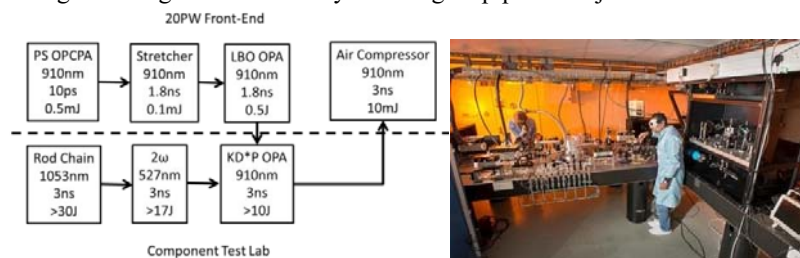 20PW Front-End
PS OPCPA
910nm
10ps
0.5mJ
Stretcher
910nm
1.8ns
0.1mJ
LBO OPA
910nm
1.8ns
0.5J
Air Compressor
910nm
3ns
10mJ
Rod Chain
1053nm
3ns
>30J
2ω
527nm
3ns
>17J
KD*P OPA
910nm
3ns
>10J
Component Test Lab